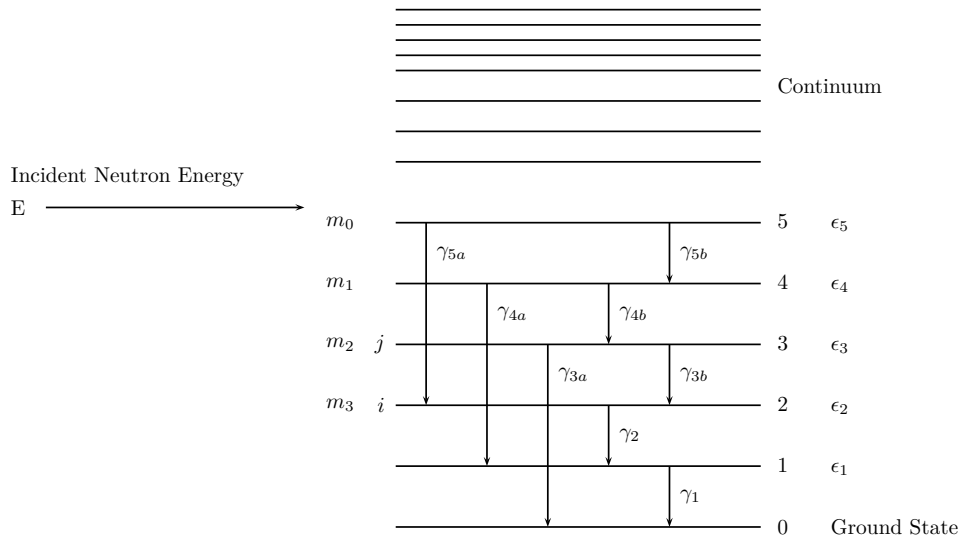 Continuum
Incident Neutron Energy
E
m₀ 5 ϵ₅
γ₅ₐ γ₅b
m₁ 4 ϵ₄
γ₄ₐ γ₄b
m₂ j 3 ϵ₃
γ₃ₐ γ₃b
m₃ i 2 ϵ₂
γ₂
1 ϵ₁
γ₁
0 Ground State